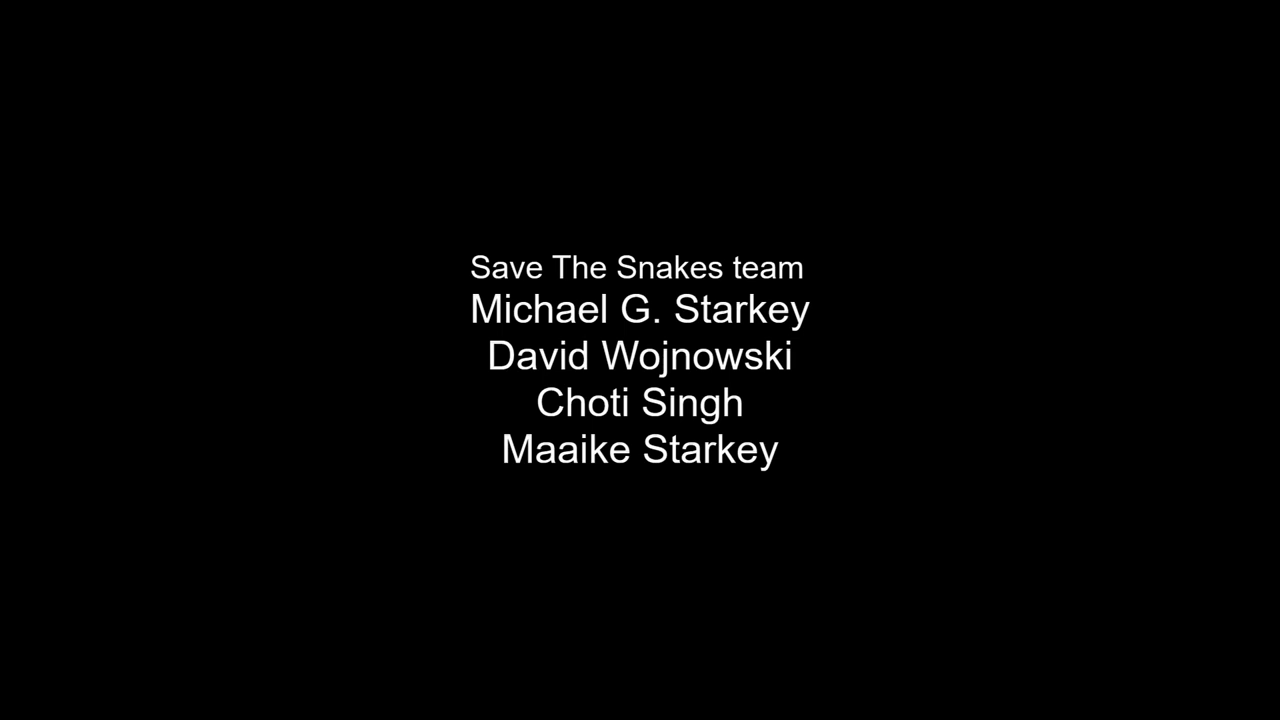 Save The Snakes team
Michael G. Starkey
David Wojnowski
Choti Singh
Maaike Starkey